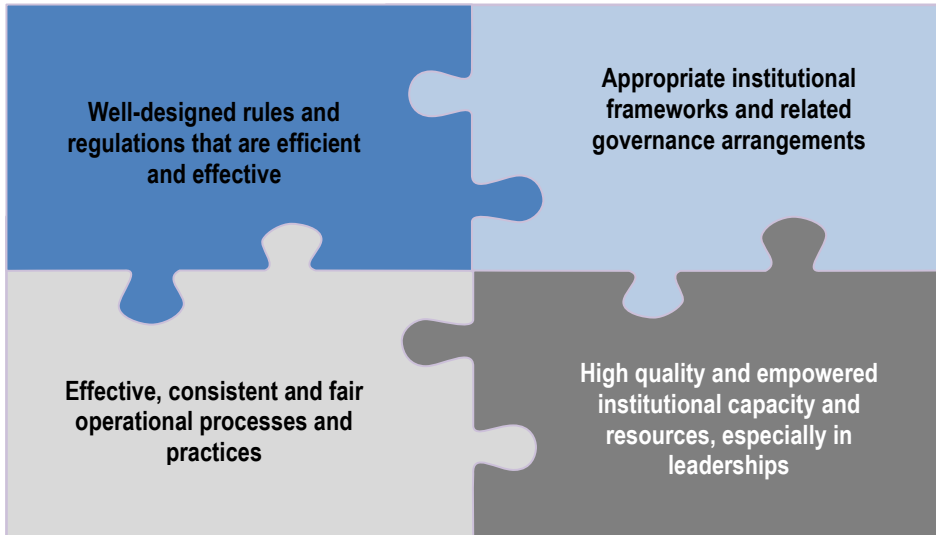 Well-designed rules and
regulations that are efficient
and effective
Appropriate institutional
frameworks and related
governance arrangements
Effective, consistent and fair
operational processes and
practices
High quality and empowered
institutional capacity and
resources, especially in
leaderships